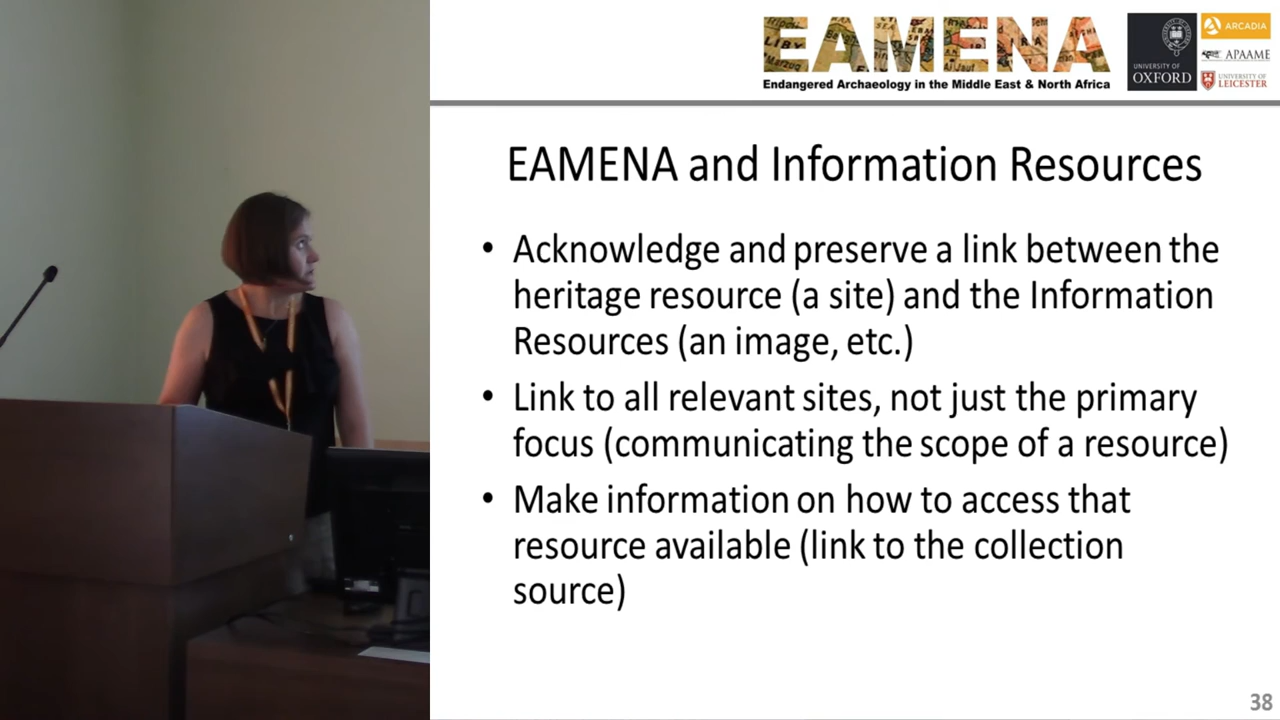 EAMENA
Endangered Archaeology in the Middle East & North Africa
UNIVERSITY OF
OXFORD
ARCADIA
APAAME
UNIVERSITY OF
LEICESTER
EAMENA and Information Resources
• Acknowledge and preserve a link between the
heritage resource (a site) and the Information
Resources (an image, etc.)
• Link to all relevant sites, not just the primary
focus (communicating the scope of a resource)
• Make information on how to access that
resource available (link to the collection
source)
38